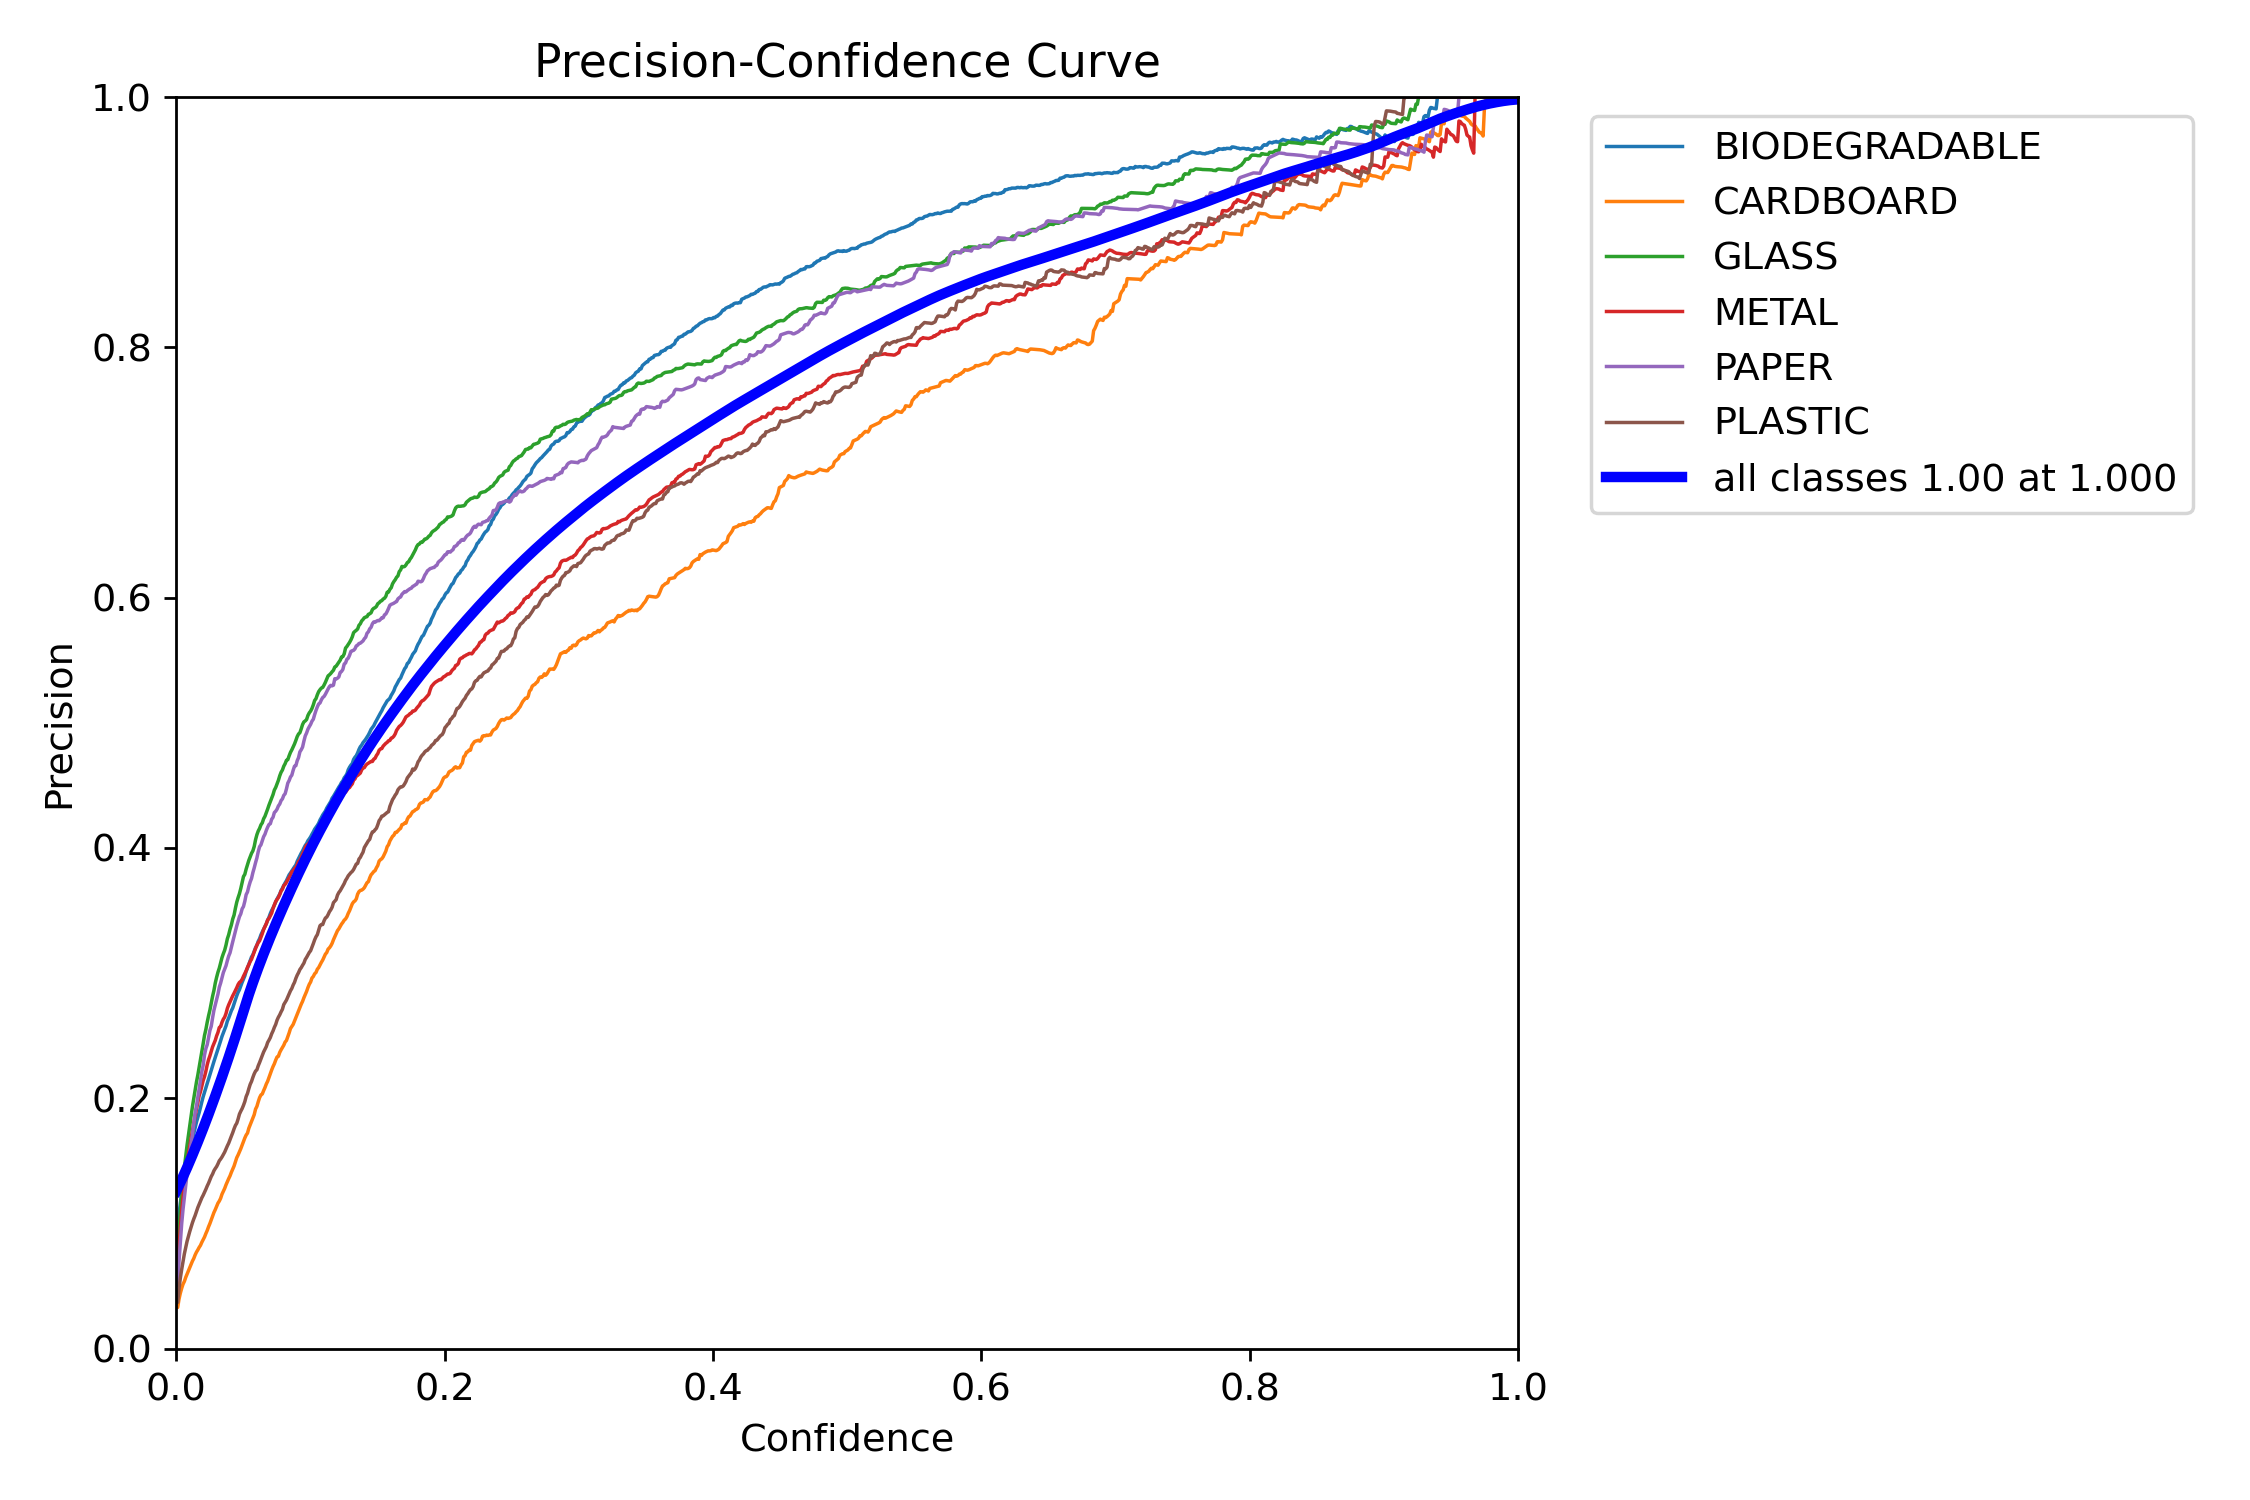 Precision-Confidence Curve
1.0
0.8
0.6
0.4
0.2
0.0
Precision
0.0 0.2 0.4 0.6 0.8 1.0
Confidence
BIODEGRADABLE
CARDBOARD
GLASS
METAL
PAPER
PLASTIC
all classes 1.00 at 1.000